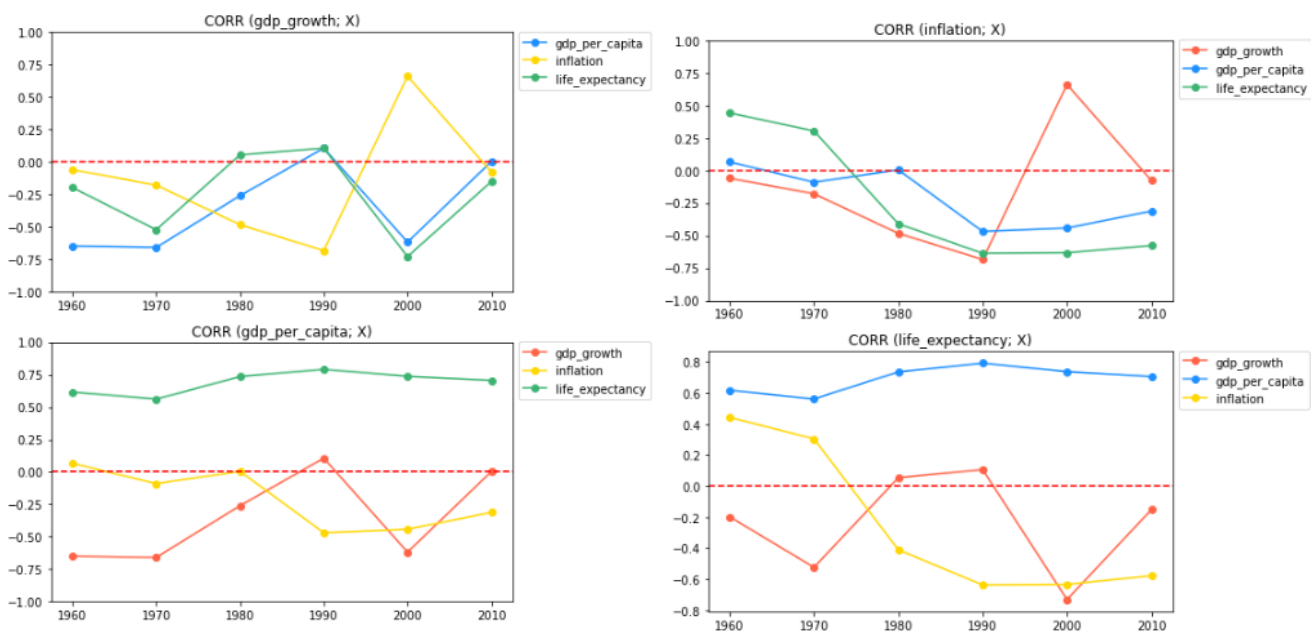 CORR (gdp_growth; X)
1.00
0.75
0.50
0.25
0.00
−0.25
−0.50
−0.75
−1.00
1960 1970 1980 1990 2000 2010
gdp_per_capita
inflation
life_expectancy
CORR (inflation; X)
1.00
0.75
0.50
0.25
0.00
−0.25
−0.50
−0.75
−1.00
1960 1970 1980 1990 2000 2010
gdp_growth
gdp_per_capita
life_expectancy
CORR (gdp_per_capita; X)
1.00
0.75
0.50
0.25
0.00
−0.25
−0.50
−0.75
−1.00
1960 1970 1980 1990 2000 2010
gdp_growth
inflation
life_expectancy
CORR (life_expectancy; X)
0.8
0.6
0.4
0.2
0.0
−0.2
−0.4
−0.6
−0.8
1960 1970 1980 1990 2000 2010
gdp_growth
gdp_per_capita
inflation